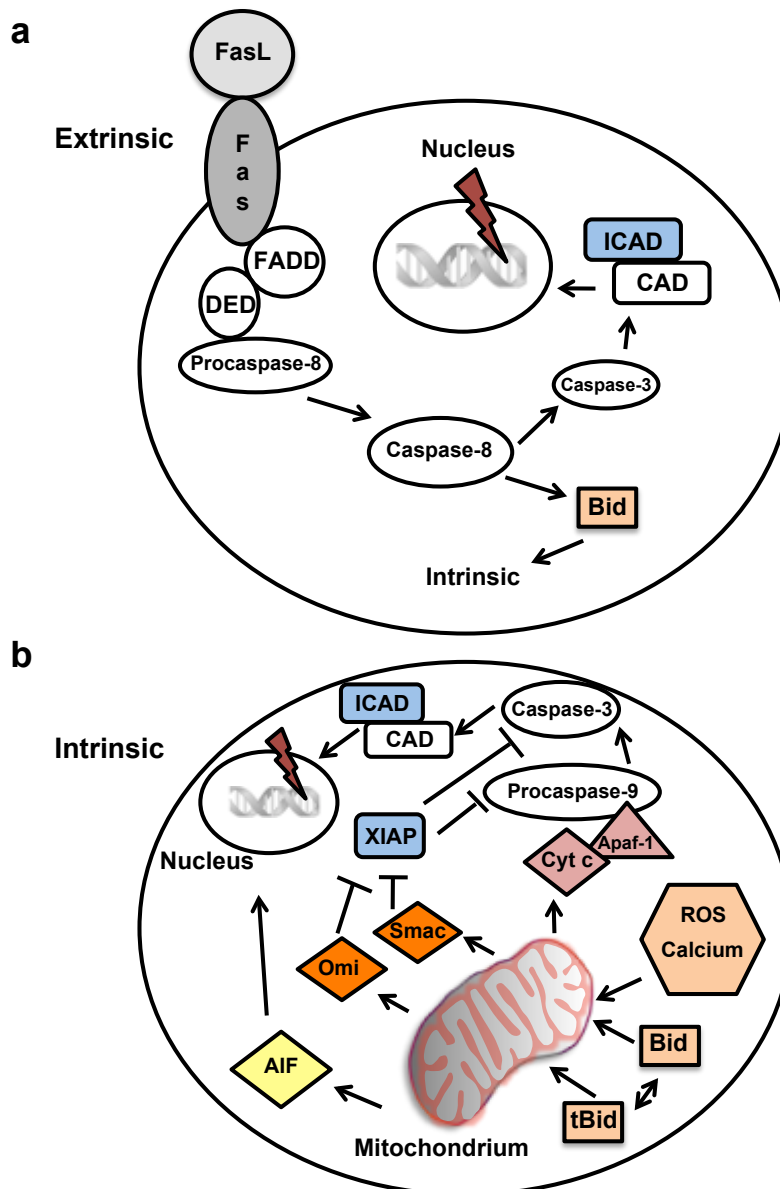 a
FasL
Extrinsic
Fas
Nucleus
FADD
ICAD
DED
CAD
Procaspase-8
Caspase-3
Caspase-8
Bid
Intrinsic
b
Intrinsic
ICAD
Caspase-3
CAD
Procaspase-9
XIAP
Nucleus
Apaf-1
Cyt c
ROS
Calcium
Smac
Omi
Bid
AIF
tBid
Mitochondrium